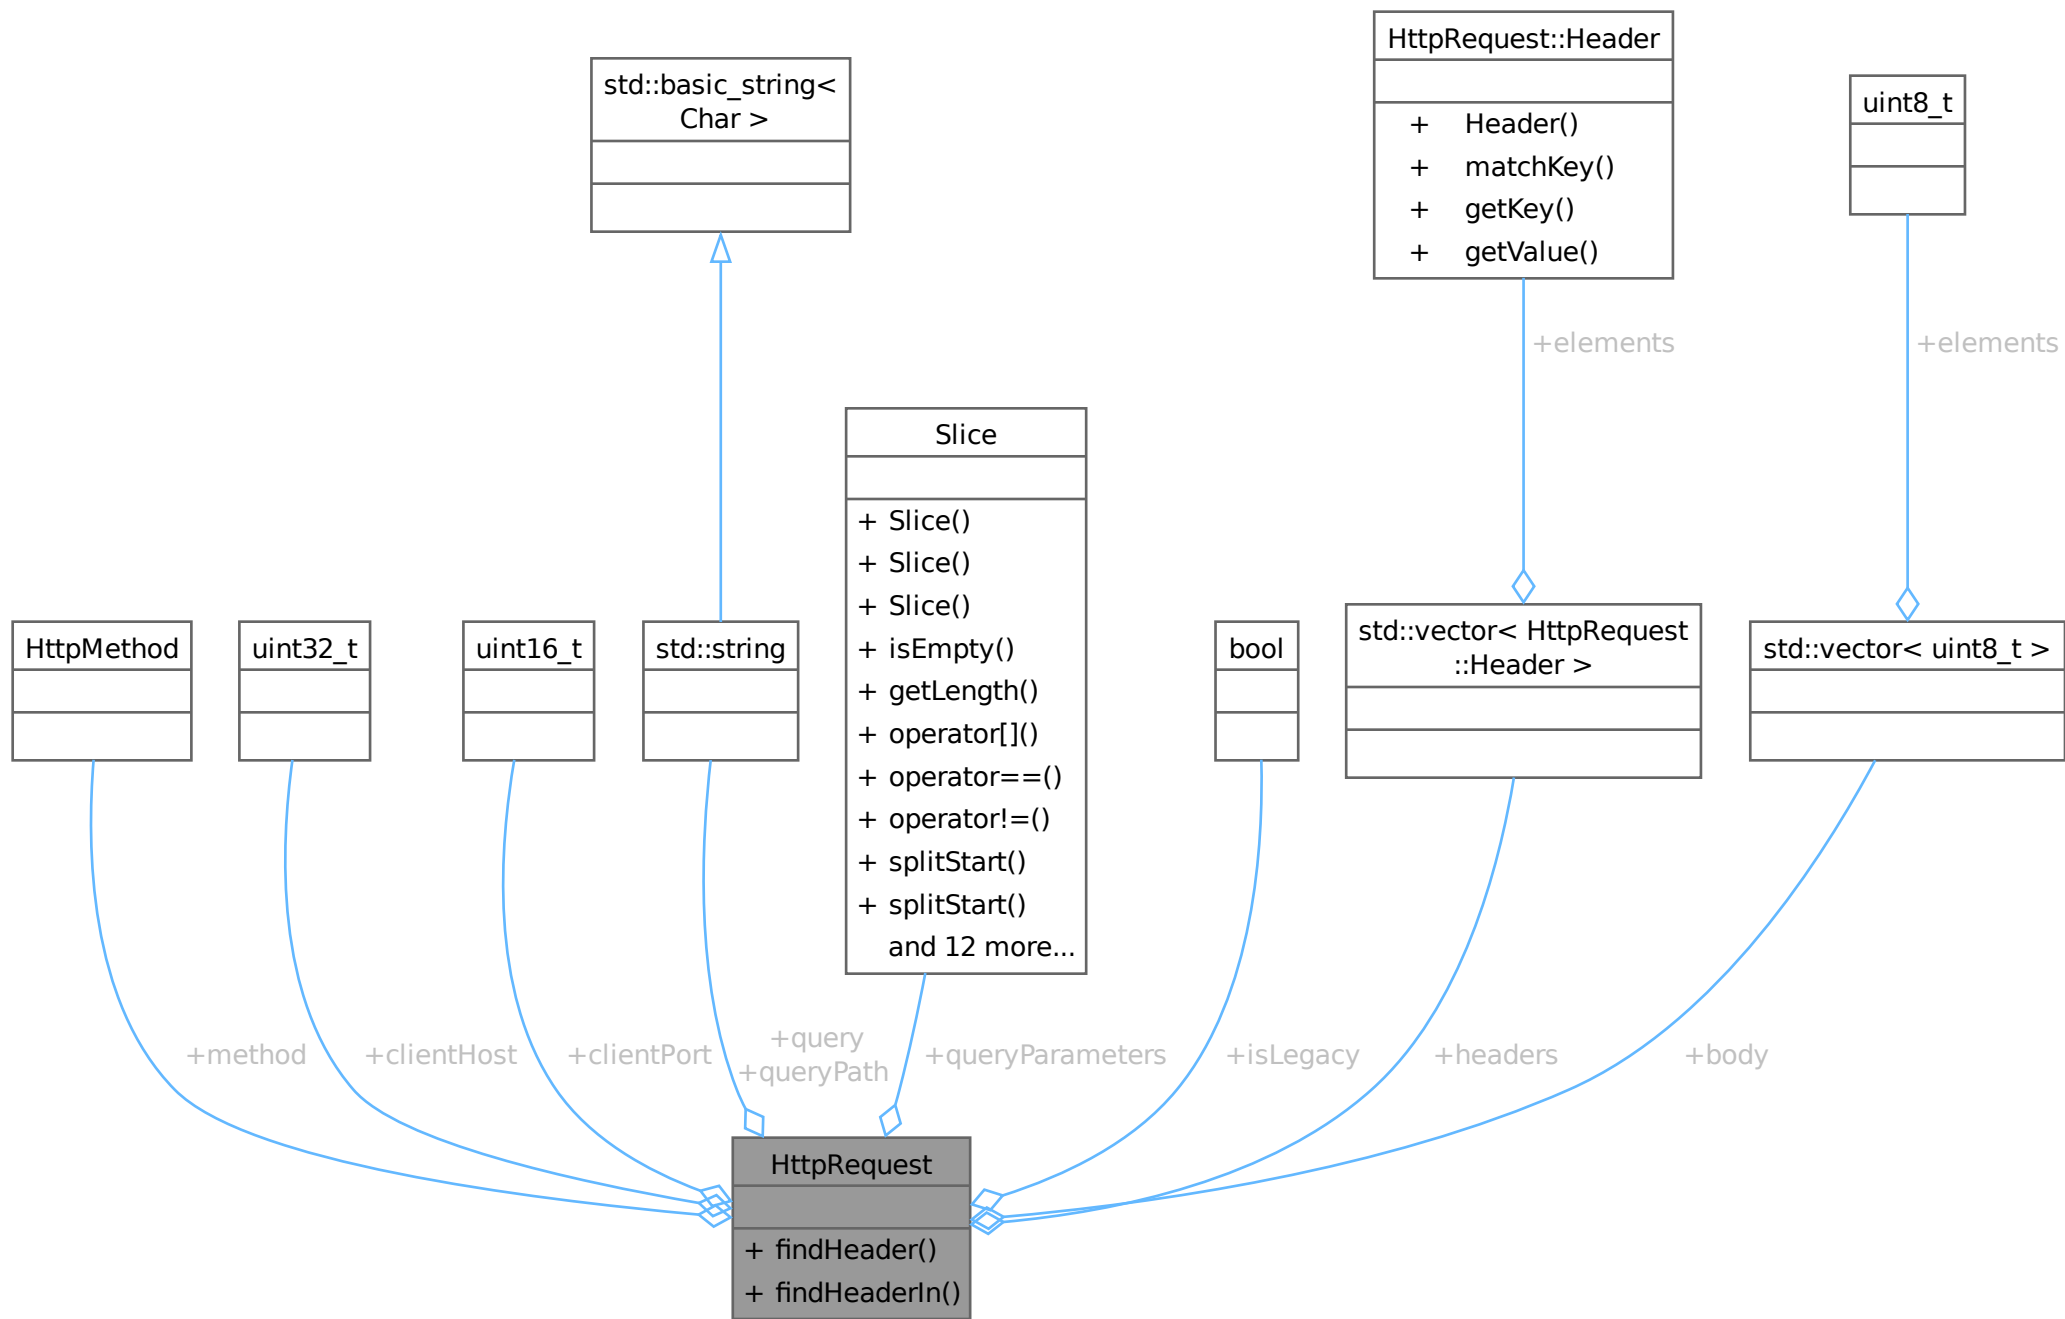 HttpRequest::Header
+ Header()
+ matchKey()
+ getKey()
+ getValue()
std::basic_string<
Char >
uint8_t
+elements
+elements
Slice
+ Slice()
+ Slice()
+ Slice()
+ isEmpty()
+ getLength()
+ operator[]()
+ operator==()
+ operator!=()
+ splitStart()
+ splitStart()
and 12 more...
HttpMethod
uint32_t
uint16_t
std::string
bool
std::vector< HttpRequest
::Header >
std::vector< uint8_t >
+method
+clientHost
+clientPort
+query
+queryPath
+queryParameters
+isLegacy
+headers
+body
HttpRequest
+ findHeader()
+ findHeaderIn()